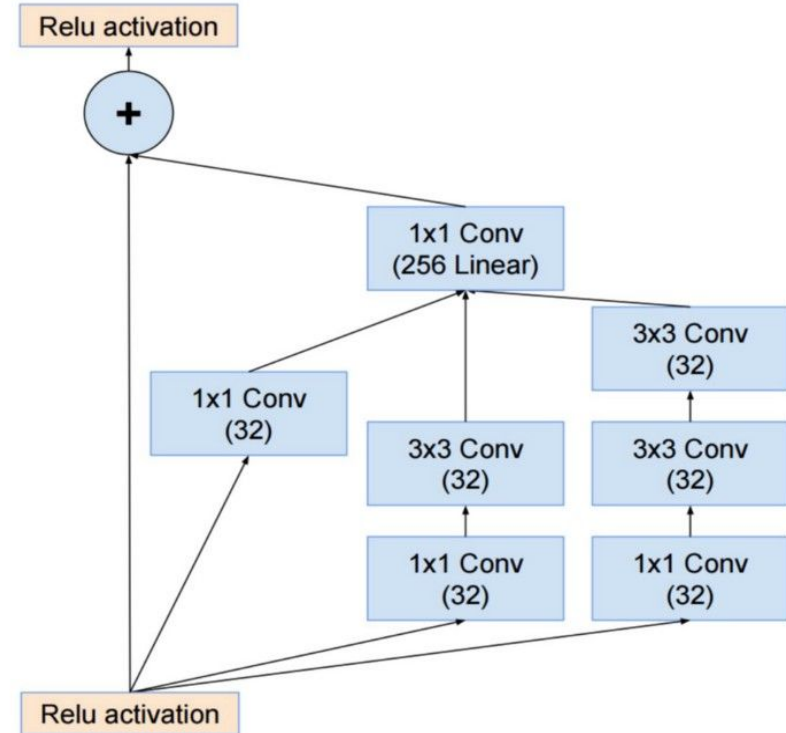 Relu activation
+
1x1 Conv
(256 Linear)
3x3 Conv
(32)
1x1 Conv
(32)
3x3 Conv
(32)
3x3 Conv
(32)
1x1 Conv
(32)
1x1 Conv
(32)
Relu activation